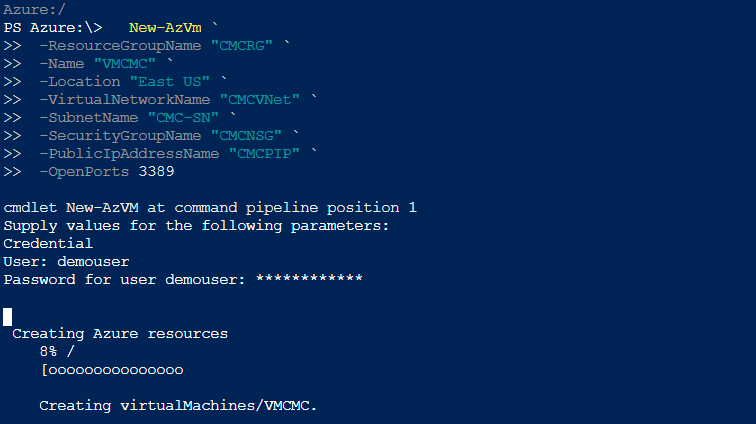 Azure:/
PS Azure:\>   New-AzVm `
>>  -ResourceGroupName "CMCRG" `
>>  -Name "VMCMC" `
>>  -Location "East US" `
>>  -VirtualNetworkName "CMCVNet" `
>>  -SubnetName "CMC-SN" `
>>  -SecurityGroupName "CMCNSG" `
>>  -PublicIpAddressName "CMCPIP" `
>>  -OpenPorts 3389
cmdlet New-AzVM at command pipeline position 1
Supply values for the following parameters:
Credential
User: demouser
Password for user demouser: ************
Creating Azure resources
8% /
[ooooooooooooooo
Creating virtualMachines/VMCMC.